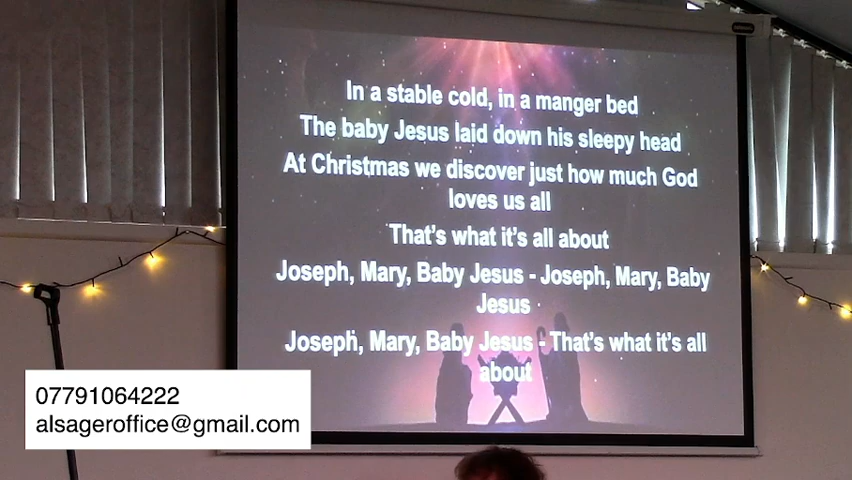 In a stable cold, in a manger bed
The baby Jesus laid down his sleepy head
At Christmas we discover just how much God
loves us all
That's what it's all about
Joseph, Mary, Baby Jesus - Joseph, Mary, Baby
Jesus
Joseph, Mary, Baby Jesus - That's what it's all
about
07791064222
alsageroffice@gmail.com